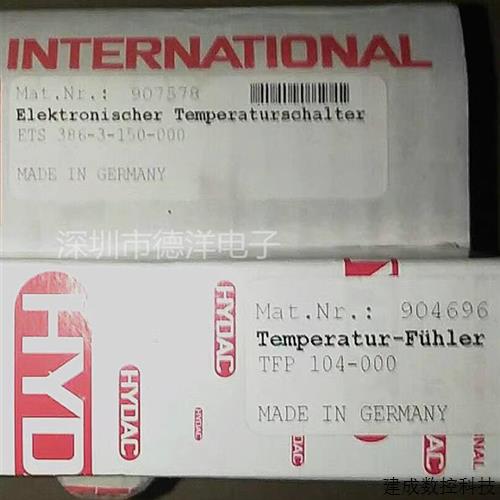 INTERNATIONAL
Mat.Nr.: 907578
Elektronischer Temperaturschalter
ETS 386-3-150-000
MADE IN GERMANY
深圳市德洋电子
HYD
HYDAC
HYDAC
HYDAC
Mat.Nr.: 904696
Temperatur-Fühler
TFP 104-000
MADE IN GERMANY
NAL
建成数控科技